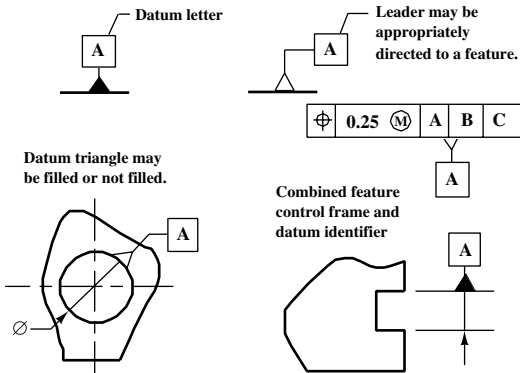 Datum letter
A
Leader may be
appropriately
directed to a feature.
A
⌖ 0.25 Ⓜ A B C
A
Datum triangle may
be filled or not filled.
A
∅
Combined feature
control frame and
datum identifier
A